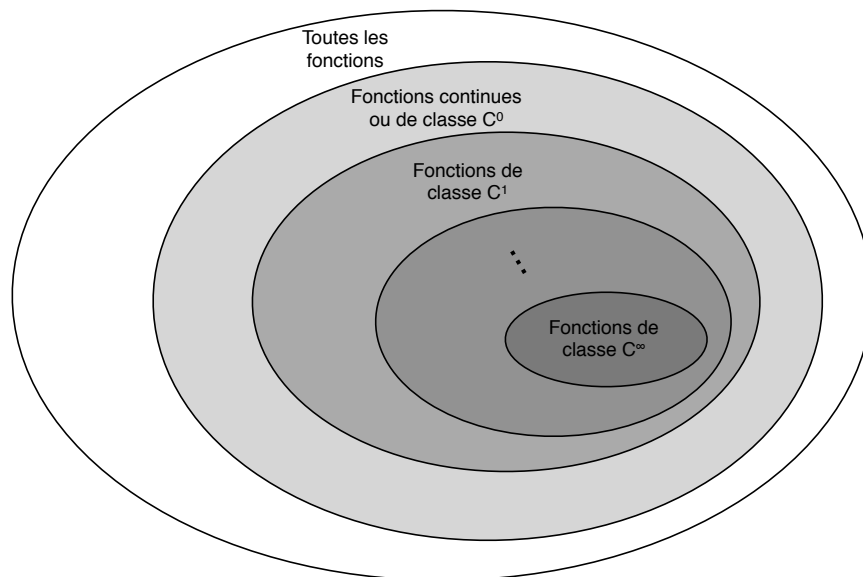 Toutes les
fonctions
Fonctions continues
ou de classe C⁰
Fonctions de
classe C¹
Fonctions de
classe C∞